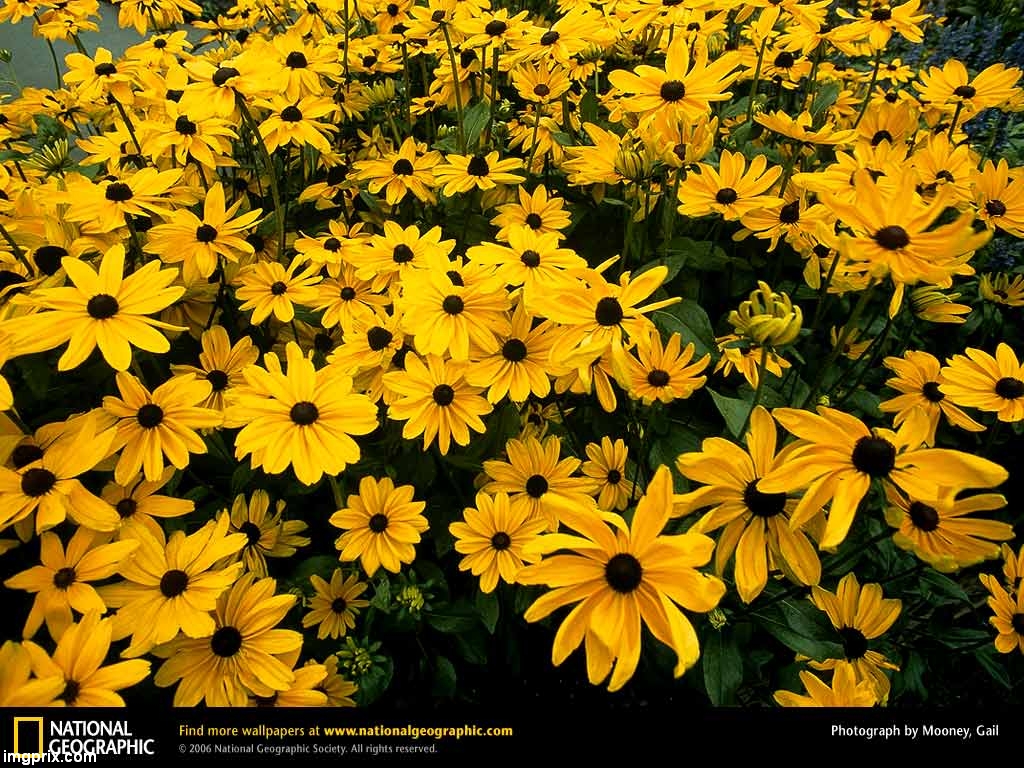 NATIONAL
GEOGRAPHIC
Find more wallpapers at www.nationalgeographic.com
© 2006 National Geographic Society. All rights reserved.
Photograph by Mooney, Gail
imgprix.com